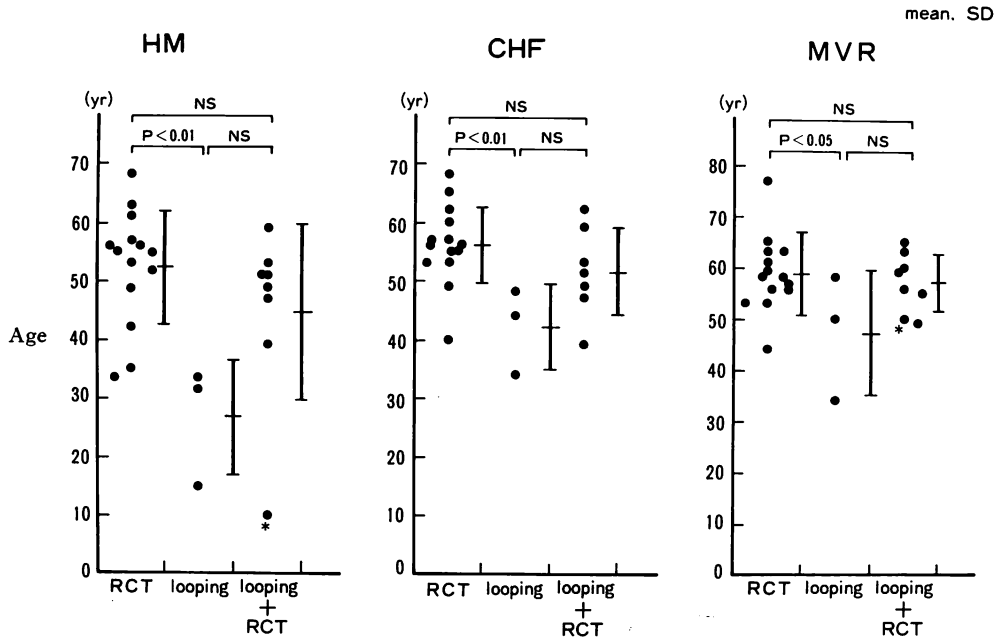 mean. SD
HM
(yr)
NS
P<0.01
NS
70
60
50
40
30
20
10
0
Age
*
RCT
looping
looping
+
RCT
CHF
(yr)
NS
P<0.01
NS
70
60
50
40
30
20
10
0
RCT
looping
looping
+
RCT
MVR
(yr)
NS
P<0.05
NS
80
70
60
50
40
30
20
10
0
*
RCT
looping
looping
+
RCT